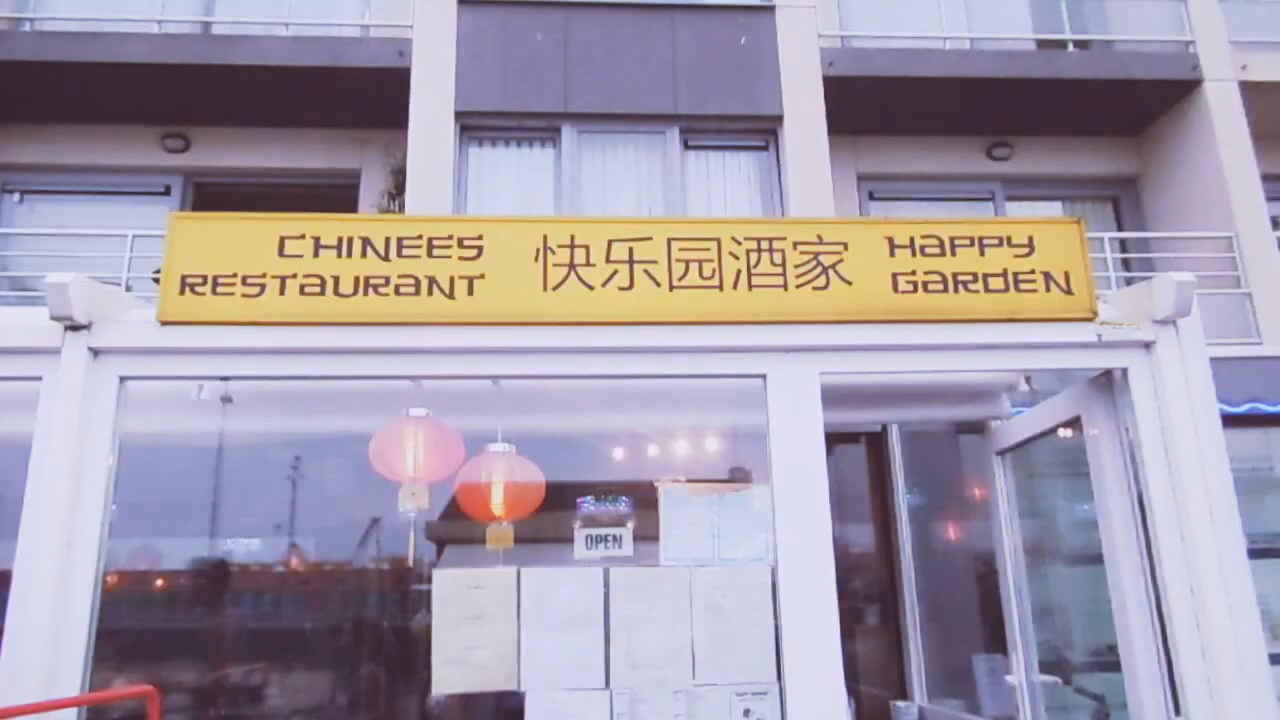 CHINEES
RESTAURANT
快乐园酒家
HAPPY
GARDEN
OPEN